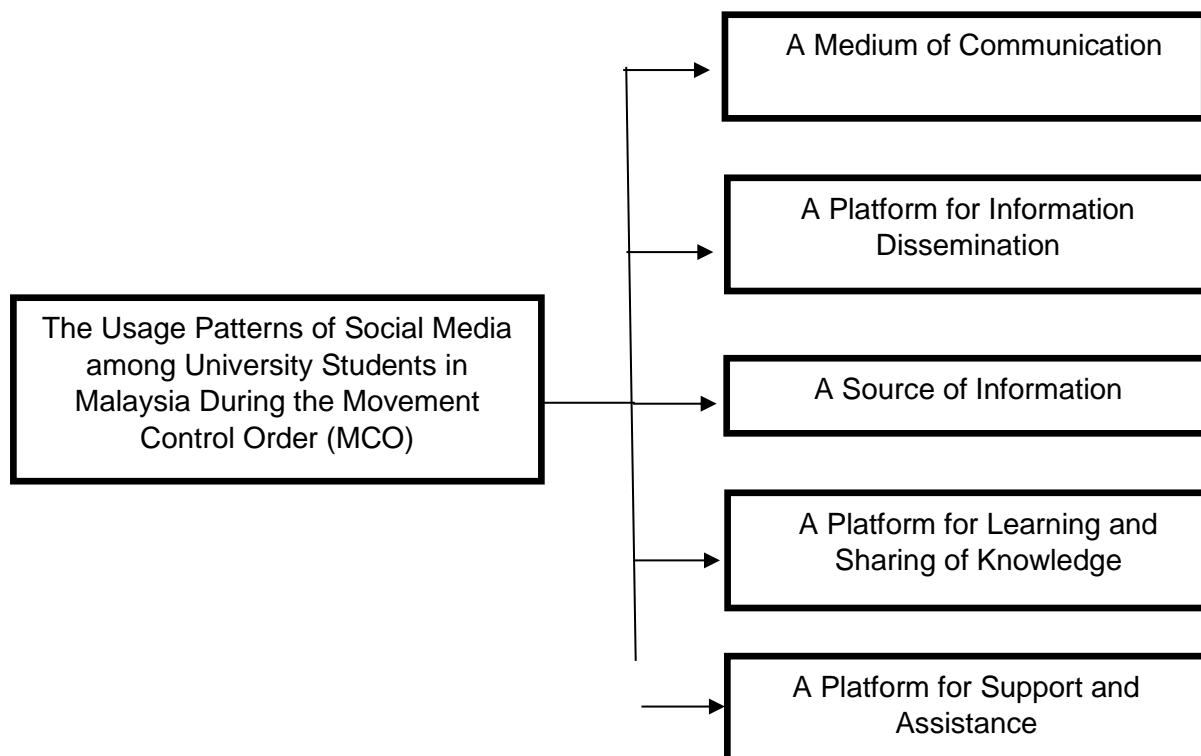 A Medium of Communication
A Platform for Information
Dissemination
The Usage Patterns of Social Media
among University Students in
Malaysia During the Movement
Control Order (MCO)
A Source of Information
A Platform for Learning and
Sharing of Knowledge
A Platform for Support and
Assistance